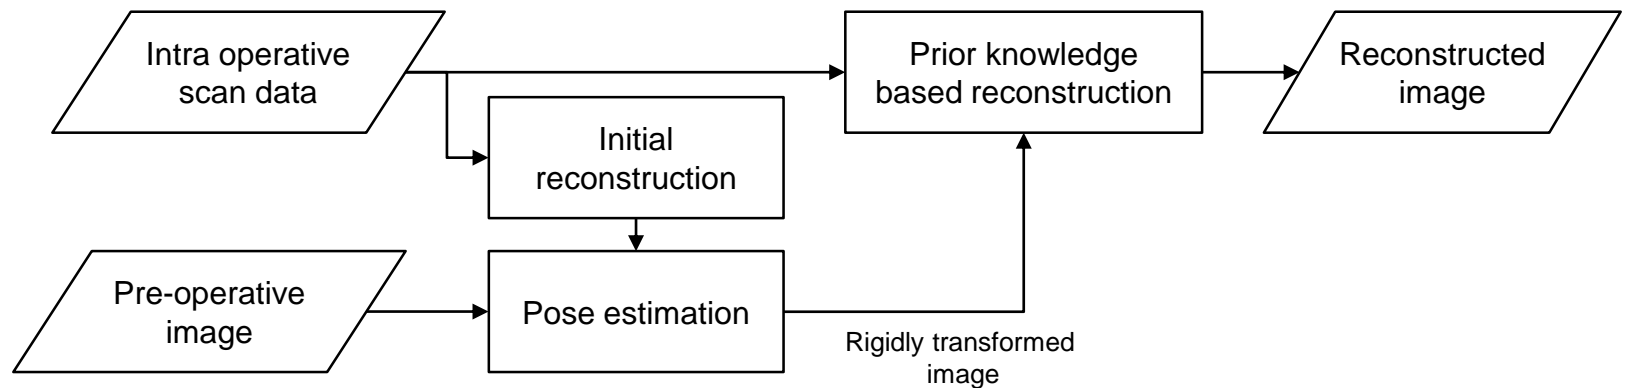 Intra operative
scan data
Prior knowledge
based reconstruction
Reconstructed
image
Initial
reconstruction
Pre-operative
image
Pose estimation
Rigidly transformed
image